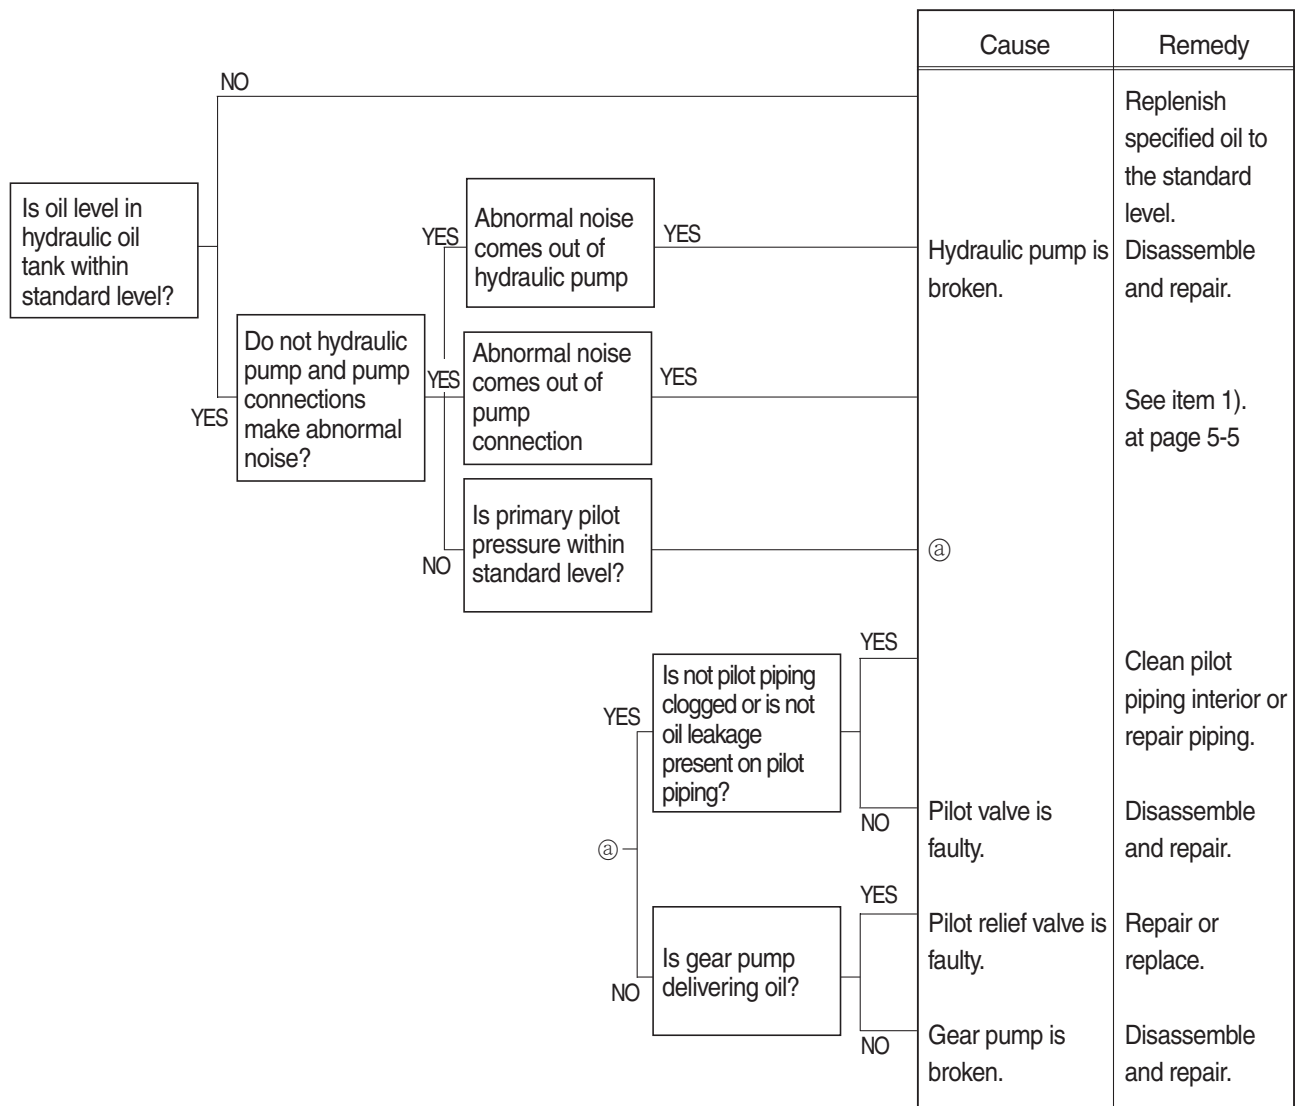 Cause
Remedy
NO
Replenish
specified oil to
the standard
level.
Is oil level in
hydraulic oil
tank within
standard level?
YES
Abnormal noise
comes out of
hydraulic pump
YES
Hydraulic pump is
broken.
Disassemble
and repair.
YES
Do not hydraulic
pump and pump
connections
make abnormal
noise?
YES
Abnormal noise
comes out of
pump
connection
YES
See item 1).
at page 5-5
NO
Is primary pilot
pressure within
standard level?
ⓐ
ⓐ
YES
Is not pilot piping
clogged or is not
oil leakage
present on pilot
piping?
YES
Clean pilot
piping interior or
repair piping.
NO
Pilot valve is
faulty.
Disassemble
and repair.
NO
Is gear pump
delivering oil?
YES
Pilot relief valve is
faulty.
Repair or
replace.
NO
Gear pump is
broken.
Disassemble
and repair.